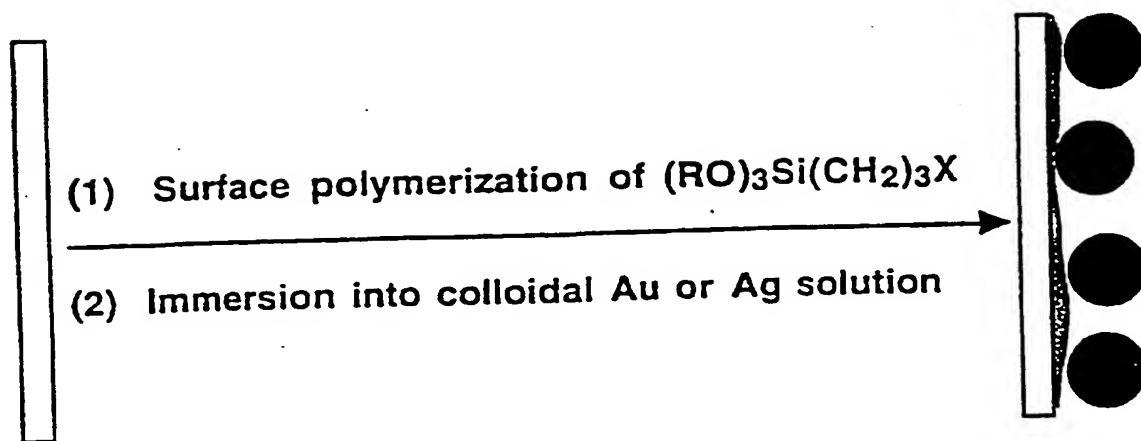 (1) Surface polymerization of (RO)₃Si(CH₂)₃X
(2) Immersion into colloidal Au or Ag solution